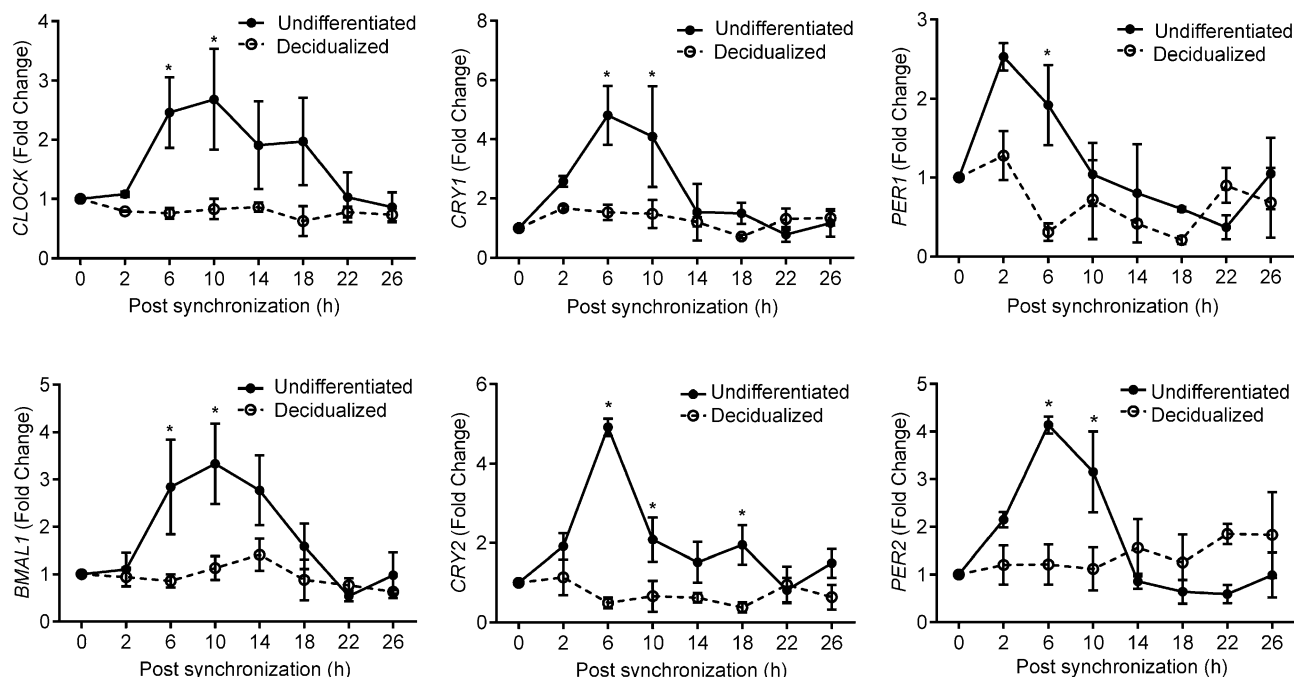 CLOCK (Fold Change)
4
3
2
1
0
* *
Undifferentiated
Decidualized
0 2 6 10 14 18 22 26
Post synchronization (h)
CRY1 (Fold Change)
8
6
4
2
0
* *
Undifferentiated
Decidualized
0 2 6 10 14 18 22 26
Post synchronization (h)
PER1 (Fold Change)
3
2
1
0
*
Undifferentiated
Decidualized
0 2 6 10 14 18 22 26
Post synchronization (h)
BMAL1 (Fold Change)
5
4
3
2
1
0
* *
Undifferentiated
Decidualized
0 2 6 10 14 18 22 26
Post synchronization (h)
CRY2 (Fold Change)
6
4
2
0
* * *
Undifferentiated
Decidualized
0 2 6 10 14 18 22 26
Post synchronization (h)
PER2 (Fold Change)
5
4
3
2
1
0
* *
Undifferentiated
Decidualized
0 2 6 10 14 18 22 26
Post synchronization (h)